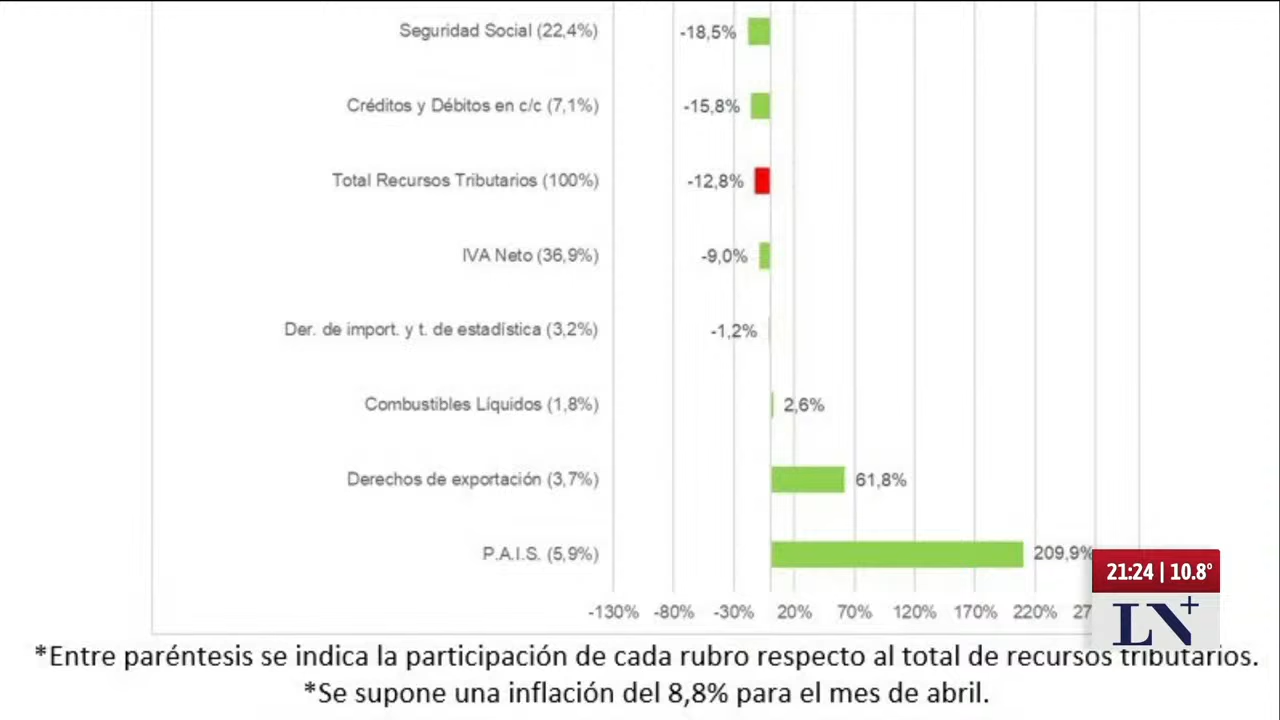 Seguridad Social (22,4%) -18,5%
Créditos y Débitos en c/c (7,1%) -15,8%
Total Recursos Tributarios (100%) -12,8%
IVA Neto (36,9%) -9,0%
Der. de import. y t. de estadística (3,2%) -1,2%
Combustibles Líquidos (1,8%) 2,6%
Derechos de exportación (3,7%) 61,8%
P.A.I.S. (5,9%) 209,9%
21:24 | 10.8°
-130% -80% -30% 20% 70% 120% 170% 220%
LN+
*Entre paréntesis se indica la participación de cada rubro respecto al total de recursos tributarios.
*Se supone una inflación del 8,8% para el mes de abril.